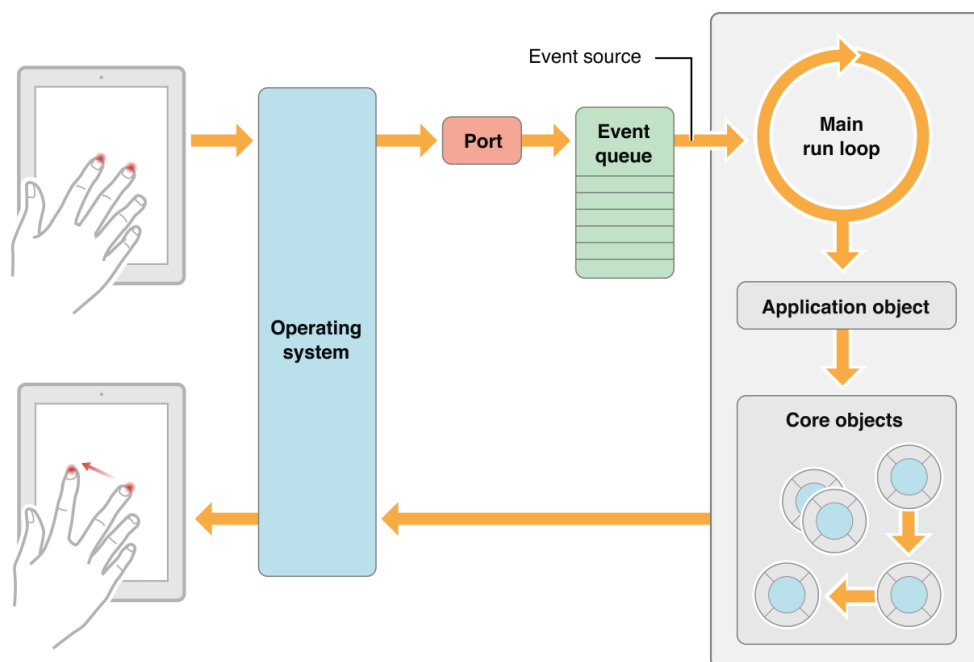 Event source
Port
Event
queue
Main
run loop
Operating
system
Application object
Core objects